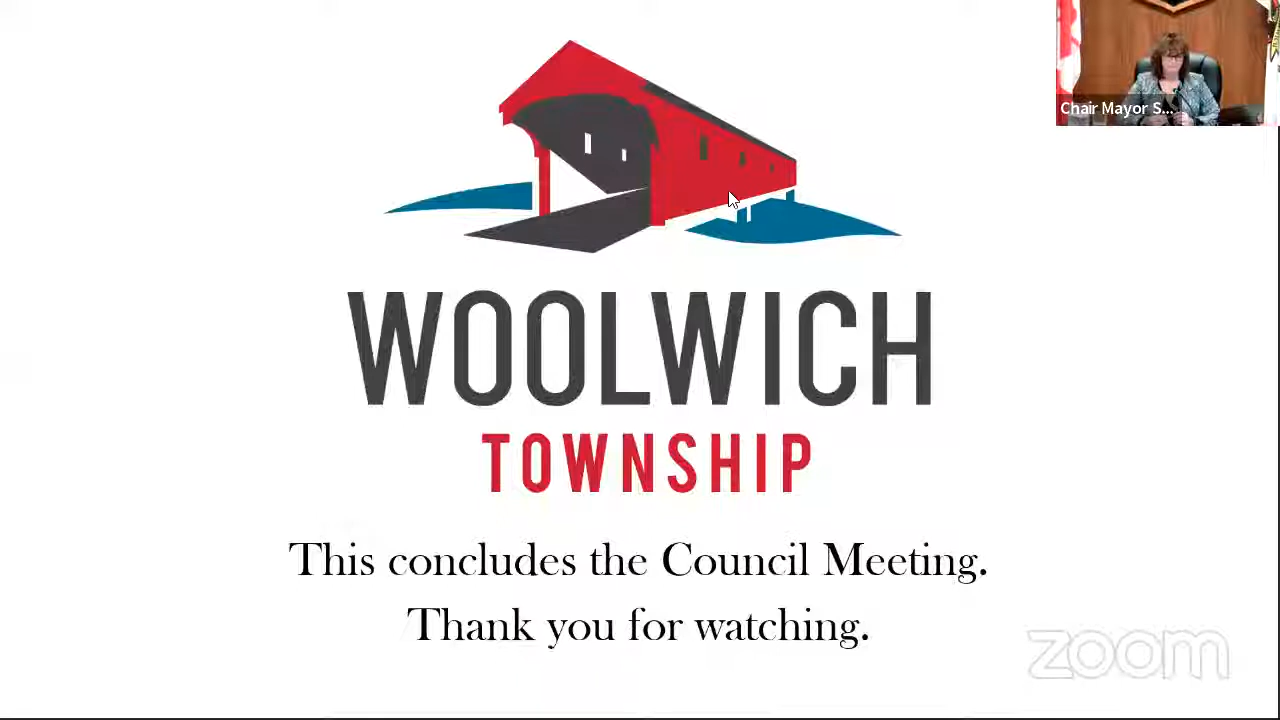 Chair Mayor S...
WOOLWICH
TOWNSHIP
This concludes the Council Meeting.
Thank you for watching.
zoom